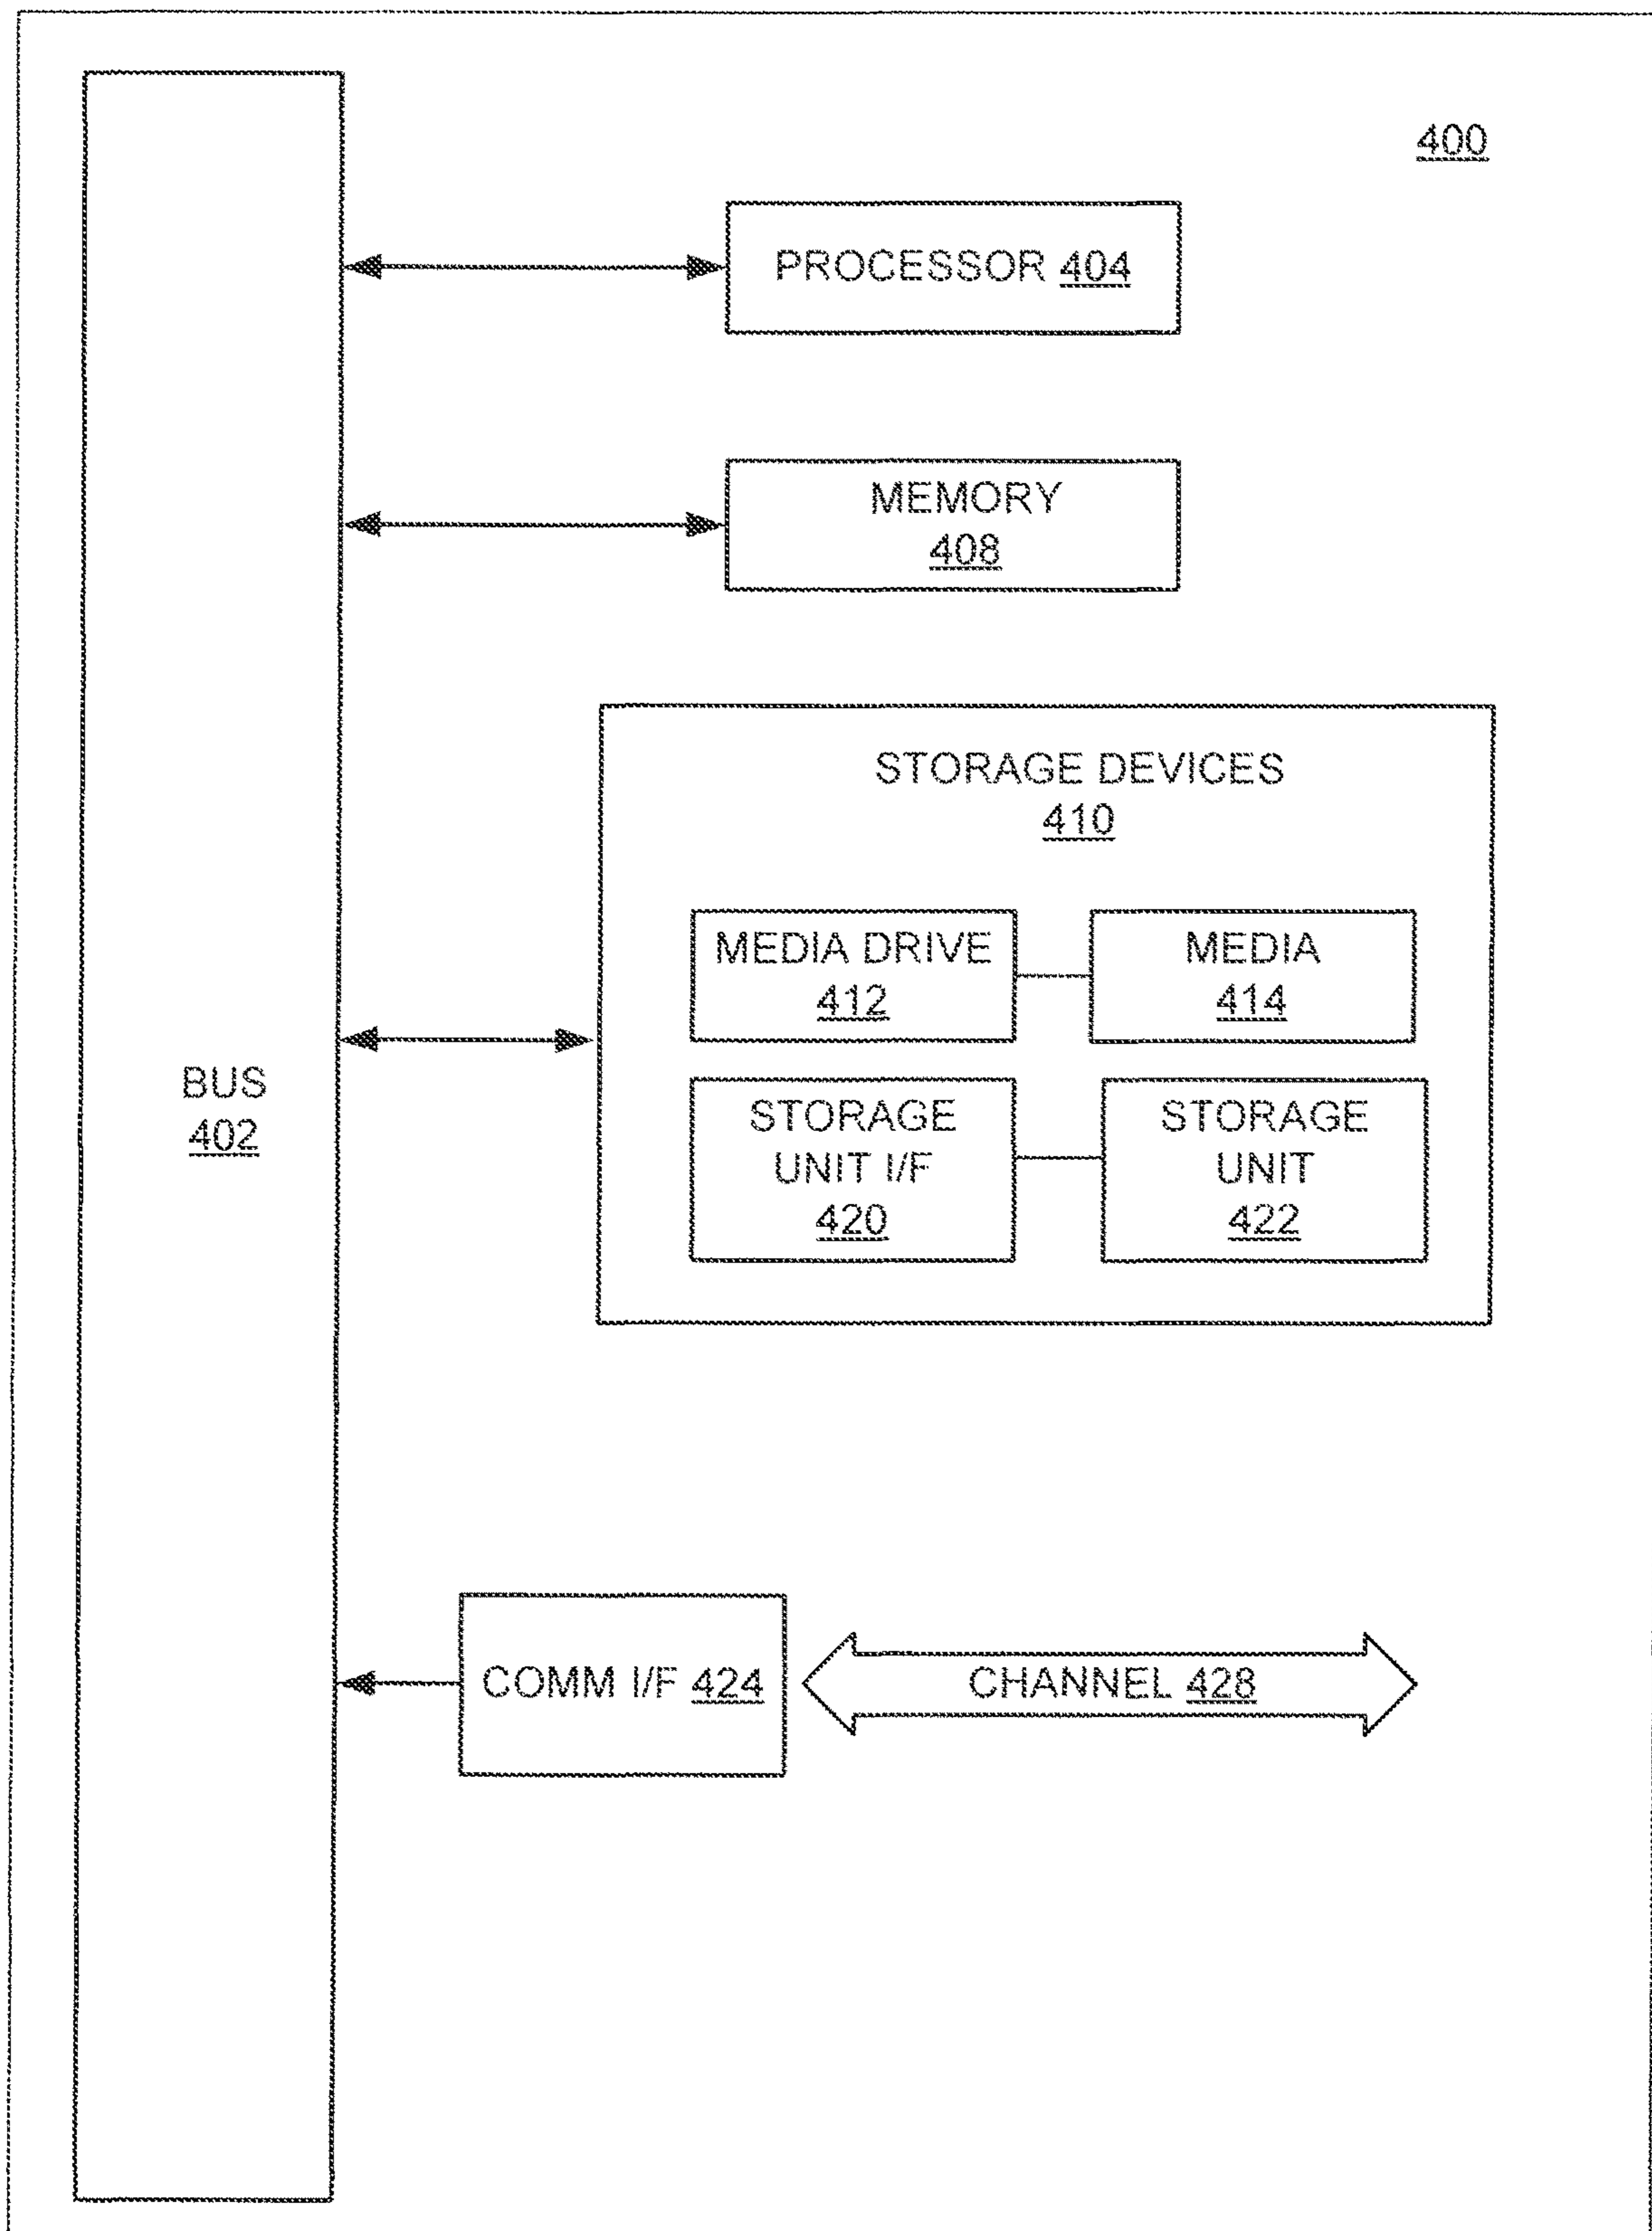 400
PROCESSOR 404
MEMORY
408
STORAGE DEVICES
410
MEDIA DRIVE
412
MEDIA
414
BUS
402
STORAGE
UNIT I/F
420
STORAGE
UNIT
422
COMM I/F 424
CHANNEL 428